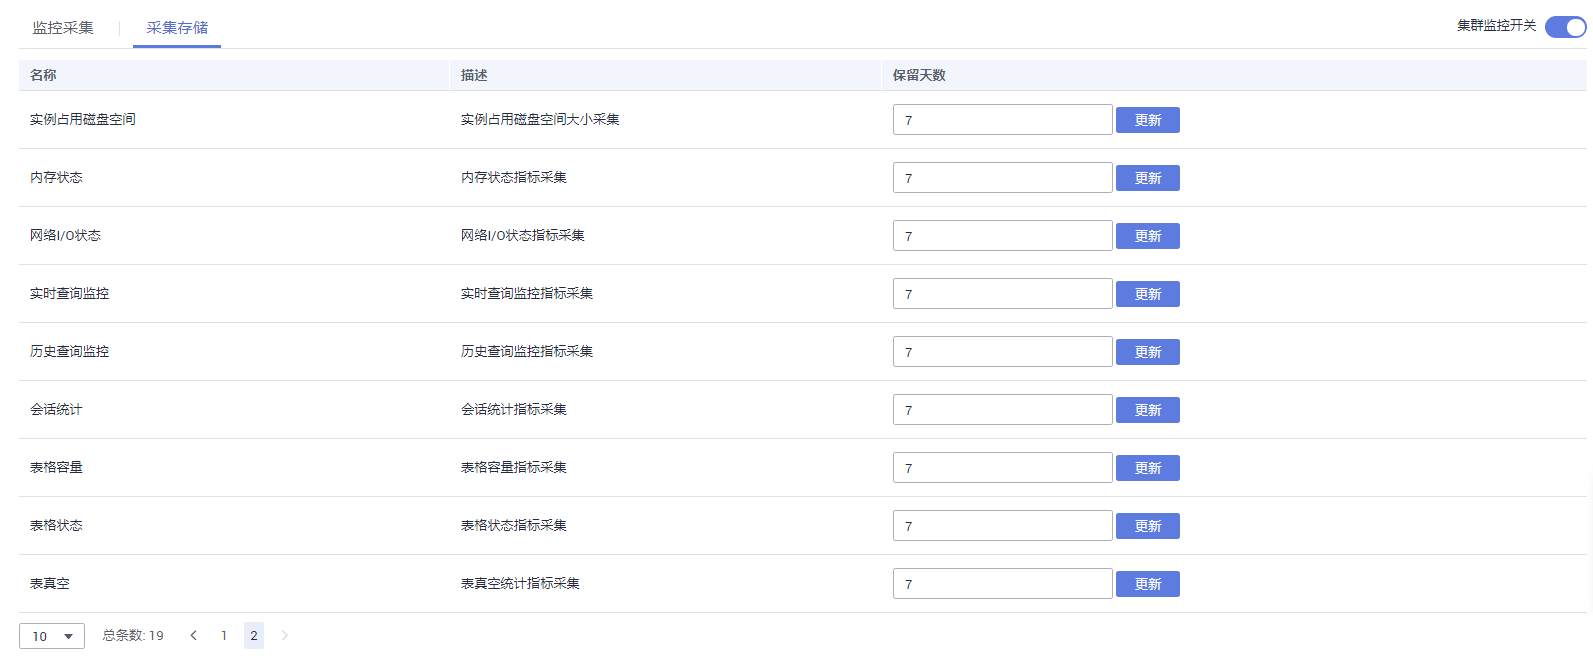 监控采集 采集存储 集群监控开关
名称 描述 保留天数
实例占用磁盘空间 实例占用磁盘空间大小采集 7 更新
内存状态 内存状态指标采集 7 更新
网络I/O状态 网络I/O状态指标采集 7 更新
实时查询监控 实时查询监控指标采集 7 更新
历史查询监控 历史查询监控指标采集 7 更新
会话统计 会话统计指标采集 7 更新
表格容量 表格容量指标采集 7 更新
表格状态 表格状态指标采集 7 更新
表真空 表真空统计指标采集 7 更新
10 总条数: 19 < 1 2 >